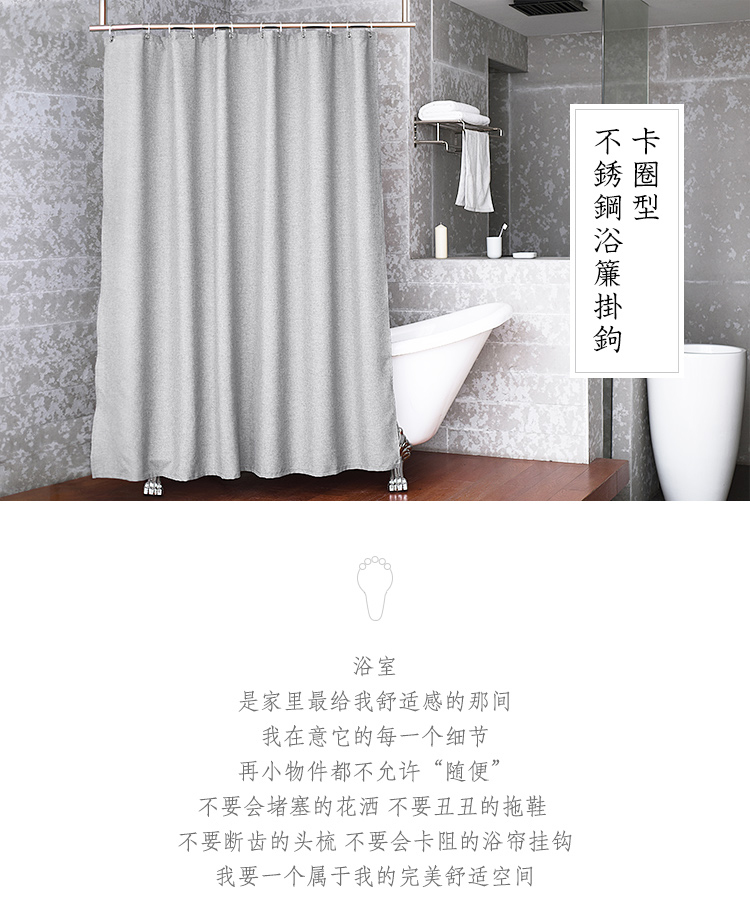 卡圈型
不銹鋼浴簾掛鉤
浴室
是家里最给我舒适感的那间
我在意它的每一个细节
再小物件都不允许“随便”
不要会堵塞的花洒 不要丑丑的拖鞋
不要断齿的头梳 不要会卡阻的浴帘挂钩
我要一个属于我的完美舒适空间